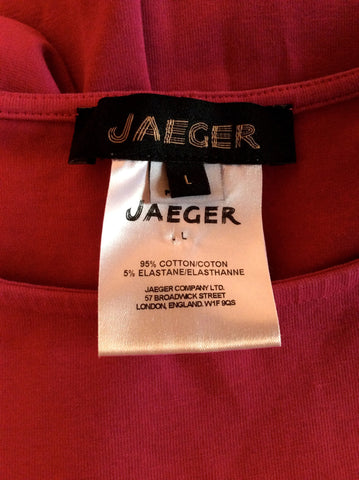 JAEGER
L
JAEGER
L
95% COTTON/COTON
5% ELASTANE/ELASTHANNE
JAEGER COMPANY LTD.
57 BROADWICK STREET
LONDON, ENGLAND. W1F 9QS